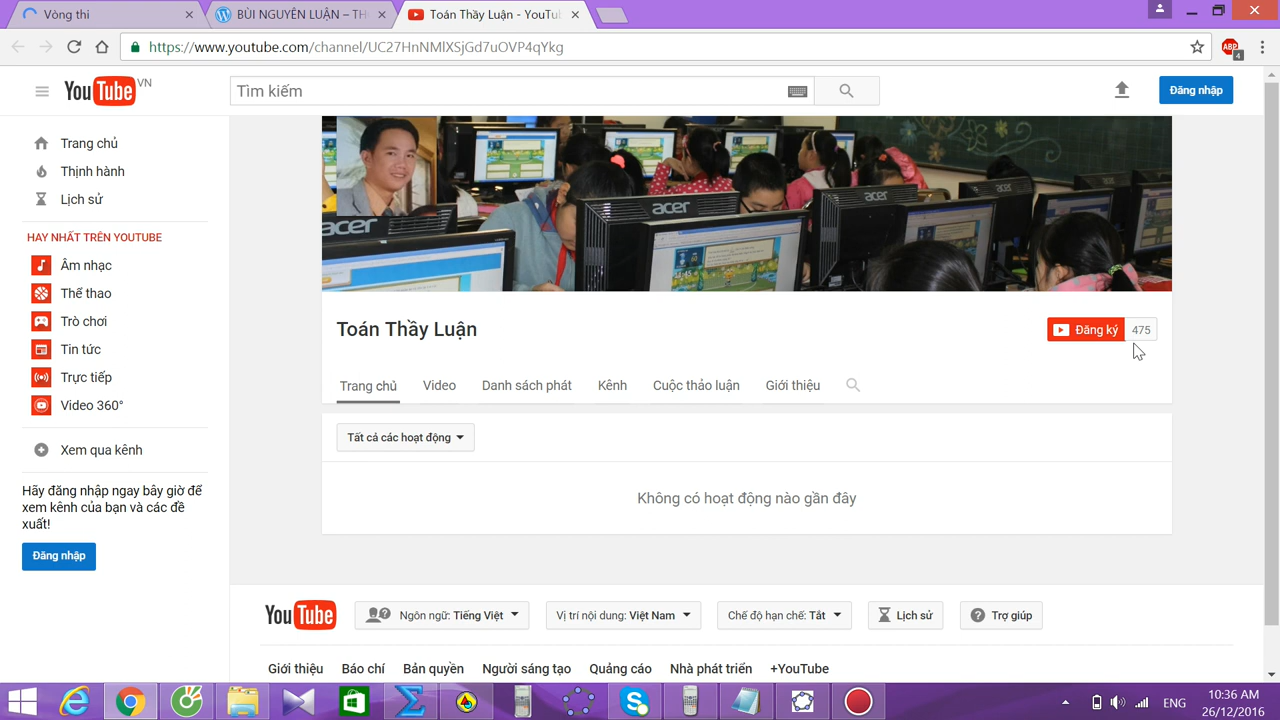 Vòng thi
BÙI NGUYÊN LUẬN – TH
Toán Thầy Luận - YouTu
https://www.youtube.com/channel/UC27HnNMlXSjGd7uOVP4qYkg
ABP
4
YouTube VN
Tìm kiếm
Đăng nhập
Trang chủ
Thịnh hành
Lịch sử
HAY NHẤT TRÊN YOUTUBE
Âm nhạc
Thể thao
Trò chơi
Tin tức
Trực tiếp
Video 360°
Xem qua kênh
Hãy đăng nhập ngay bây giờ để
xem kênh của bạn và các đề
xuất!
Đăng nhập
acer
acer
acer
acer
Toán Thầy Luận
Đăng ký 475
Trang chủ Video Danh sách phát Kênh Cuộc thảo luận Giới thiệu
Tất cả các hoạt động
Không có hoạt động nào gần đây
YouTube
Ngôn ngữ: Tiếng Việt
Vị trí nội dung: Việt Nam
Chế độ hạn chế: Tắt
Lịch sử
Trợ giúp
Giới thiệu Báo chí Bản quyền Người sáng tạo Quảng cáo Nhà phát triển +YouTube
ENG
10:36 AM
26/12/2016